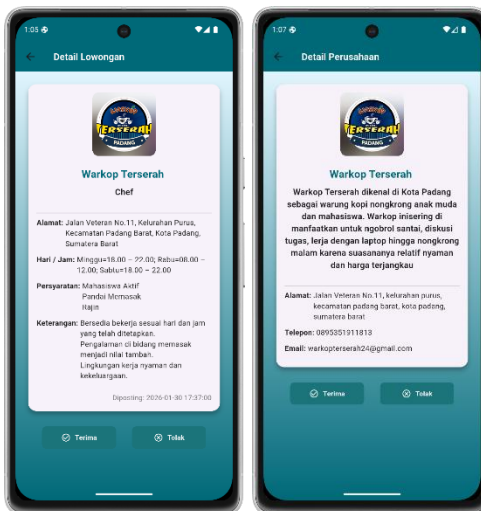 1:05
Detail Lowongan
TERSERAH
PADANG
Warkop Terserah
Chef
Alamat: Jalan Veteran No.11, Kelurahan Purus,
Kecamatan Padang Barat, Kota Padang,
Sumatera Barat
Hari / Jam: Minggu=18.00 – 22.00; Rabu=08.00 –
12.00; Sabtu=18.00 – 22.00
Persyaratan: Mahasiswa Aktif
Pandai Memasak
Rajin
Keterangan: Bersedia bekerja sesuai hari dan jam
yang telah ditetapkan.
Pengalaman di bidang memasak
menjadi nilai tambah.
Lingkungan kerja nyaman dan
kekeluargaan.
Diposting: 2026-01-30 17:37:00
Terima
Tolak
1:07
Detail Perusahaan
TERSERAH
PADANG
Warkop Terserah
Warkop Terserah dikenal di Kota Padang
sebagai warung kopi nongkrong anak muda
dan mahasiswa. Warkop inisering di
manfaatkan untuk ngobrol santai, diskusi
tugas, lerja dengan laptop hingga nongkrong
malam karena suasananya relatif nyaman
dan harga terjangkau
Alamat: Jalan Veteran No.11, kelurahan purus,
kecamatan padang barat, kota padang,
sumatera barat
Telepon: 0895351911813
Email: warkopterserah24@gmail.com
Terima
Tolak